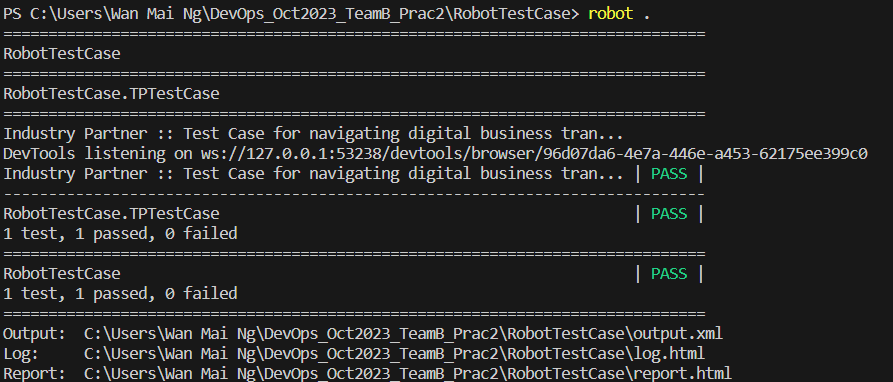 PS C:\Users\Wan Mai Ng\DevOps_Oct2023_TeamB_Prac2\RobotTestCase> robot .
==============================================================================
RobotTestCase
==============================================================================
RobotTestCase.TPTestCase
==============================================================================
Industry Partner :: Test Case for navigating digital business tran...
DevTools listening on ws://127.0.0.1:53238/devtools/browser/96d07da6-4e7a-446e-a453-62175ee399c0
Industry Partner :: Test Case for navigating digital business tran... | PASS |
------------------------------------------------------------------------------
RobotTestCase.TPTestCase                                              | PASS |
1 test, 1 passed, 0 failed
==============================================================================
RobotTestCase                                                         | PASS |
1 test, 1 passed, 0 failed
==============================================================================
Output:  C:\Users\Wan Mai Ng\DevOps_Oct2023_TeamB_Prac2\RobotTestCase\output.xml
Log:     C:\Users\Wan Mai Ng\DevOps_Oct2023_TeamB_Prac2\RobotTestCase\log.html
Report:  C:\Users\Wan Mai Ng\DevOps_Oct2023_TeamB_Prac2\RobotTestCase\report.html